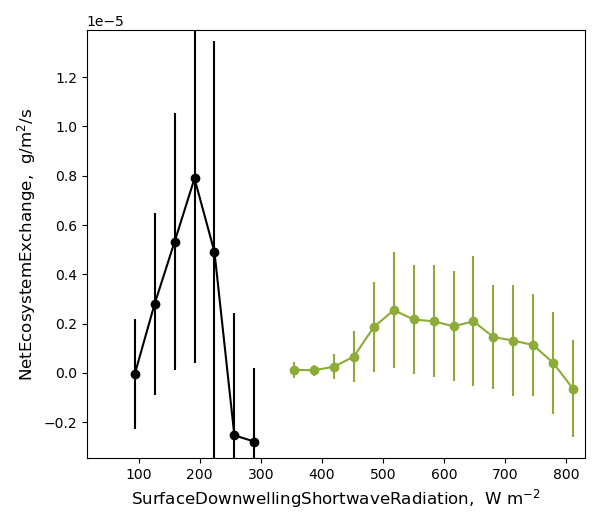 1e−5
1.2
1.0
0.8
0.6
0.4
0.2
0.0
−0.2
NetEcosystemExchange, g/m²/s
100 200 300 400 500 600 700 800
SurfaceDownwellingShortwaveRadiation, W m⁻²